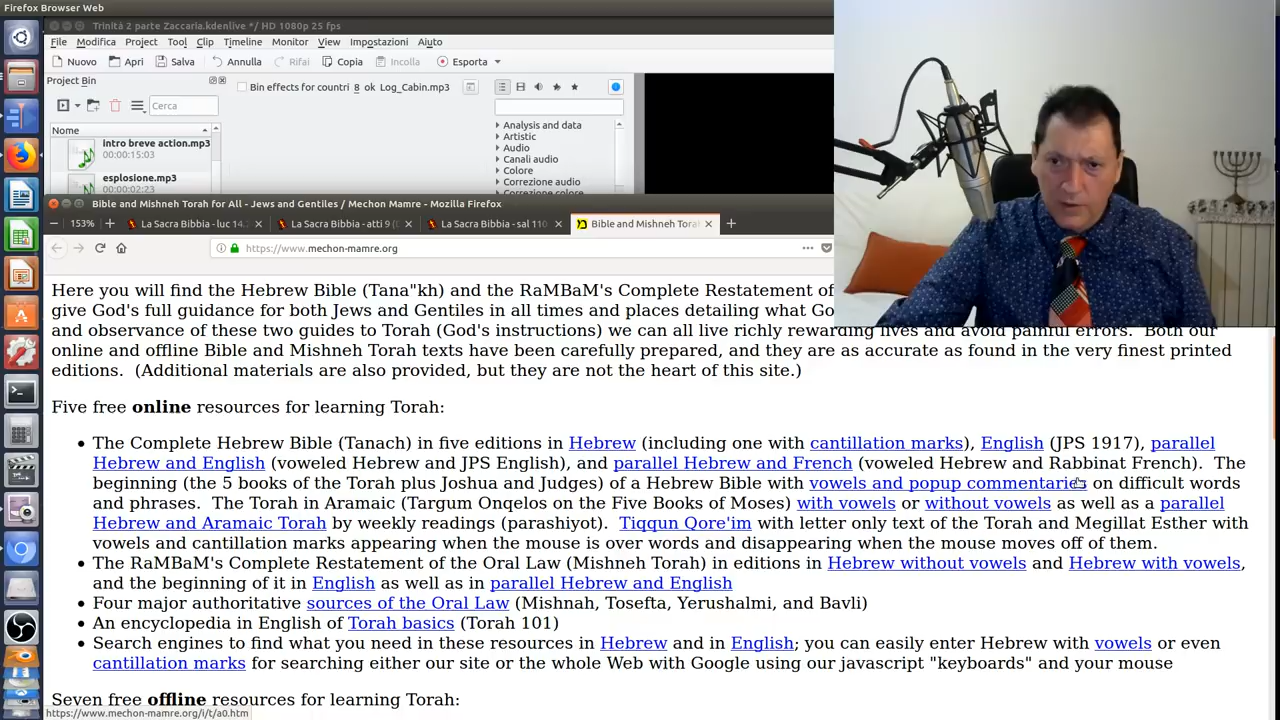 Firefox Browser Web
Trinità 2 parte Zaccaria.kdenlive */ HD 1080p 25 fps
File Modifica Project Tool Clip Timeline Monitor View Impostazioni Aiuto
Nuovo Apri Salva Annulla Rifai Copia Incolla Esporta
Project Bin
Bin effects for countri 8 ok Log_Cabin.mp3
Cerca
Nome
intro breve action.mp3
00:00:15:03
esplosione.mp3
00:00:02:23
Analysis and data
Artistic
Audio
Canali audio
Colore
Correzione audio
Bible and Mishneh Torah for All - Jews and Gentiles / Mechon Mamre - Mozilla Firefox
153% La Sacra Bibbia - luc 14. La Sacra Bibbia - atti 9 ( La Sacra Bibbia - sal 110 Bible and Mishneh Tora
https://www.mechon-mamre.org
Here you will find the Hebrew Bible (Tana"kh) and the RaMBaM's Complete Restatement of
give God's full guidance for both Jews and Gentiles in all times and places detailing what Go
and observance of these two guides to Torah (God's instructions) we can all live richly rewarding lives and avoid painful errors. Both our
online and offline Bible and Mishneh Torah texts have been carefully prepared, and they are as accurate as found in the very finest printed
editions. (Additional materials are also provided, but they are not the heart of this site.)
Five free online resources for learning Torah:
• The Complete Hebrew Bible (Tanach) in five editions in Hebrew (including one with cantillation marks), English (JPS 1917), parallel
Hebrew and English (voweled Hebrew and JPS English), and parallel Hebrew and French (voweled Hebrew and Rabbinat French). The
beginning (the 5 books of the Torah plus Joshua and Judges) of a Hebrew Bible with vowels and popup commentaries on difficult words
and phrases. The Torah in Aramaic (Targum Onqelos on the Five Books of Moses) with vowels or without vowels as well as a parallel
Hebrew and Aramaic Torah by weekly readings (parashiyot). Tiqqun Qore'im with letter only text of the Torah and Megillat Esther with
vowels and cantillation marks appearing when the mouse is over words and disappearing when the mouse moves off of them.
• The RaMBaM's Complete Restatement of the Oral Law (Mishneh Torah) in editions in Hebrew without vowels and Hebrew with vowels,
and the beginning of it in English as well as in parallel Hebrew and English
• Four major authoritative sources of the Oral Law (Mishnah, Tosefta, Yerushalmi, and Bavli)
• An encyclopedia in English of Torah basics (Torah 101)
• Search engines to find what you need in these resources in Hebrew and in English; you can easily enter Hebrew with vowels or even
cantillation marks for searching either our site or the whole Web with Google using our javascript "keyboards" and your mouse
Seven free offline resources for learning Torah:
https://www.mechon-mamre.org/i/t/a0.htm